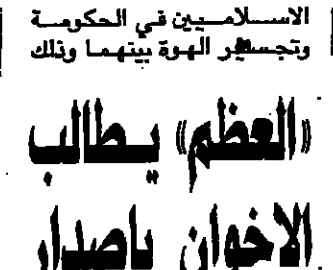 الاسلاميين في الحكومة
وتجسير الهوة بينهما وذلك
«العظم» يطالب
الاخوان باصدار